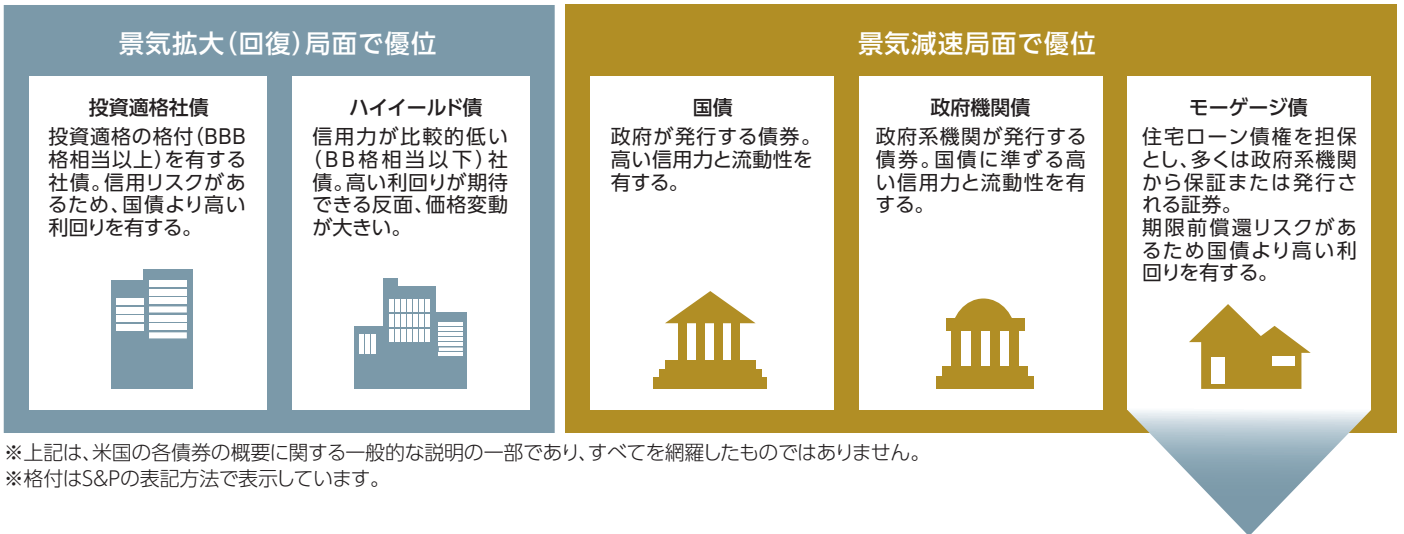 景気拡大（回復）局面で優位
投資適格社債
投資適格の格付（BBB
格相当以上）を有する
社債。信用リスクがあ
るため、国債より高い
利回りを有する。
ハイイールド債
信用力が比較的低い
（BB格相当以下）社
債。高い利回りが期待
できる反面、価格変動
が大きい。
景気減速局面で優位
国債
政府が発行する債券。
高い信用力と流動性を
有する。
政府機関債
政府系機関が発行する
債券。国債に準ずる高
い信用力と流動性を有
する。
モーゲージ債
住宅ローン債権を担保
とし、多くは政府系機関
から保証または発行さ
れる証券。
期限前償還リスクがあ
るため国債より高い利
回りを有する。
※上記は、米国の各債券の概要に関する一般的な説明の一部であり、すべてを網羅したものではありません。
※格付はS&Pの表記方法で表示しています。